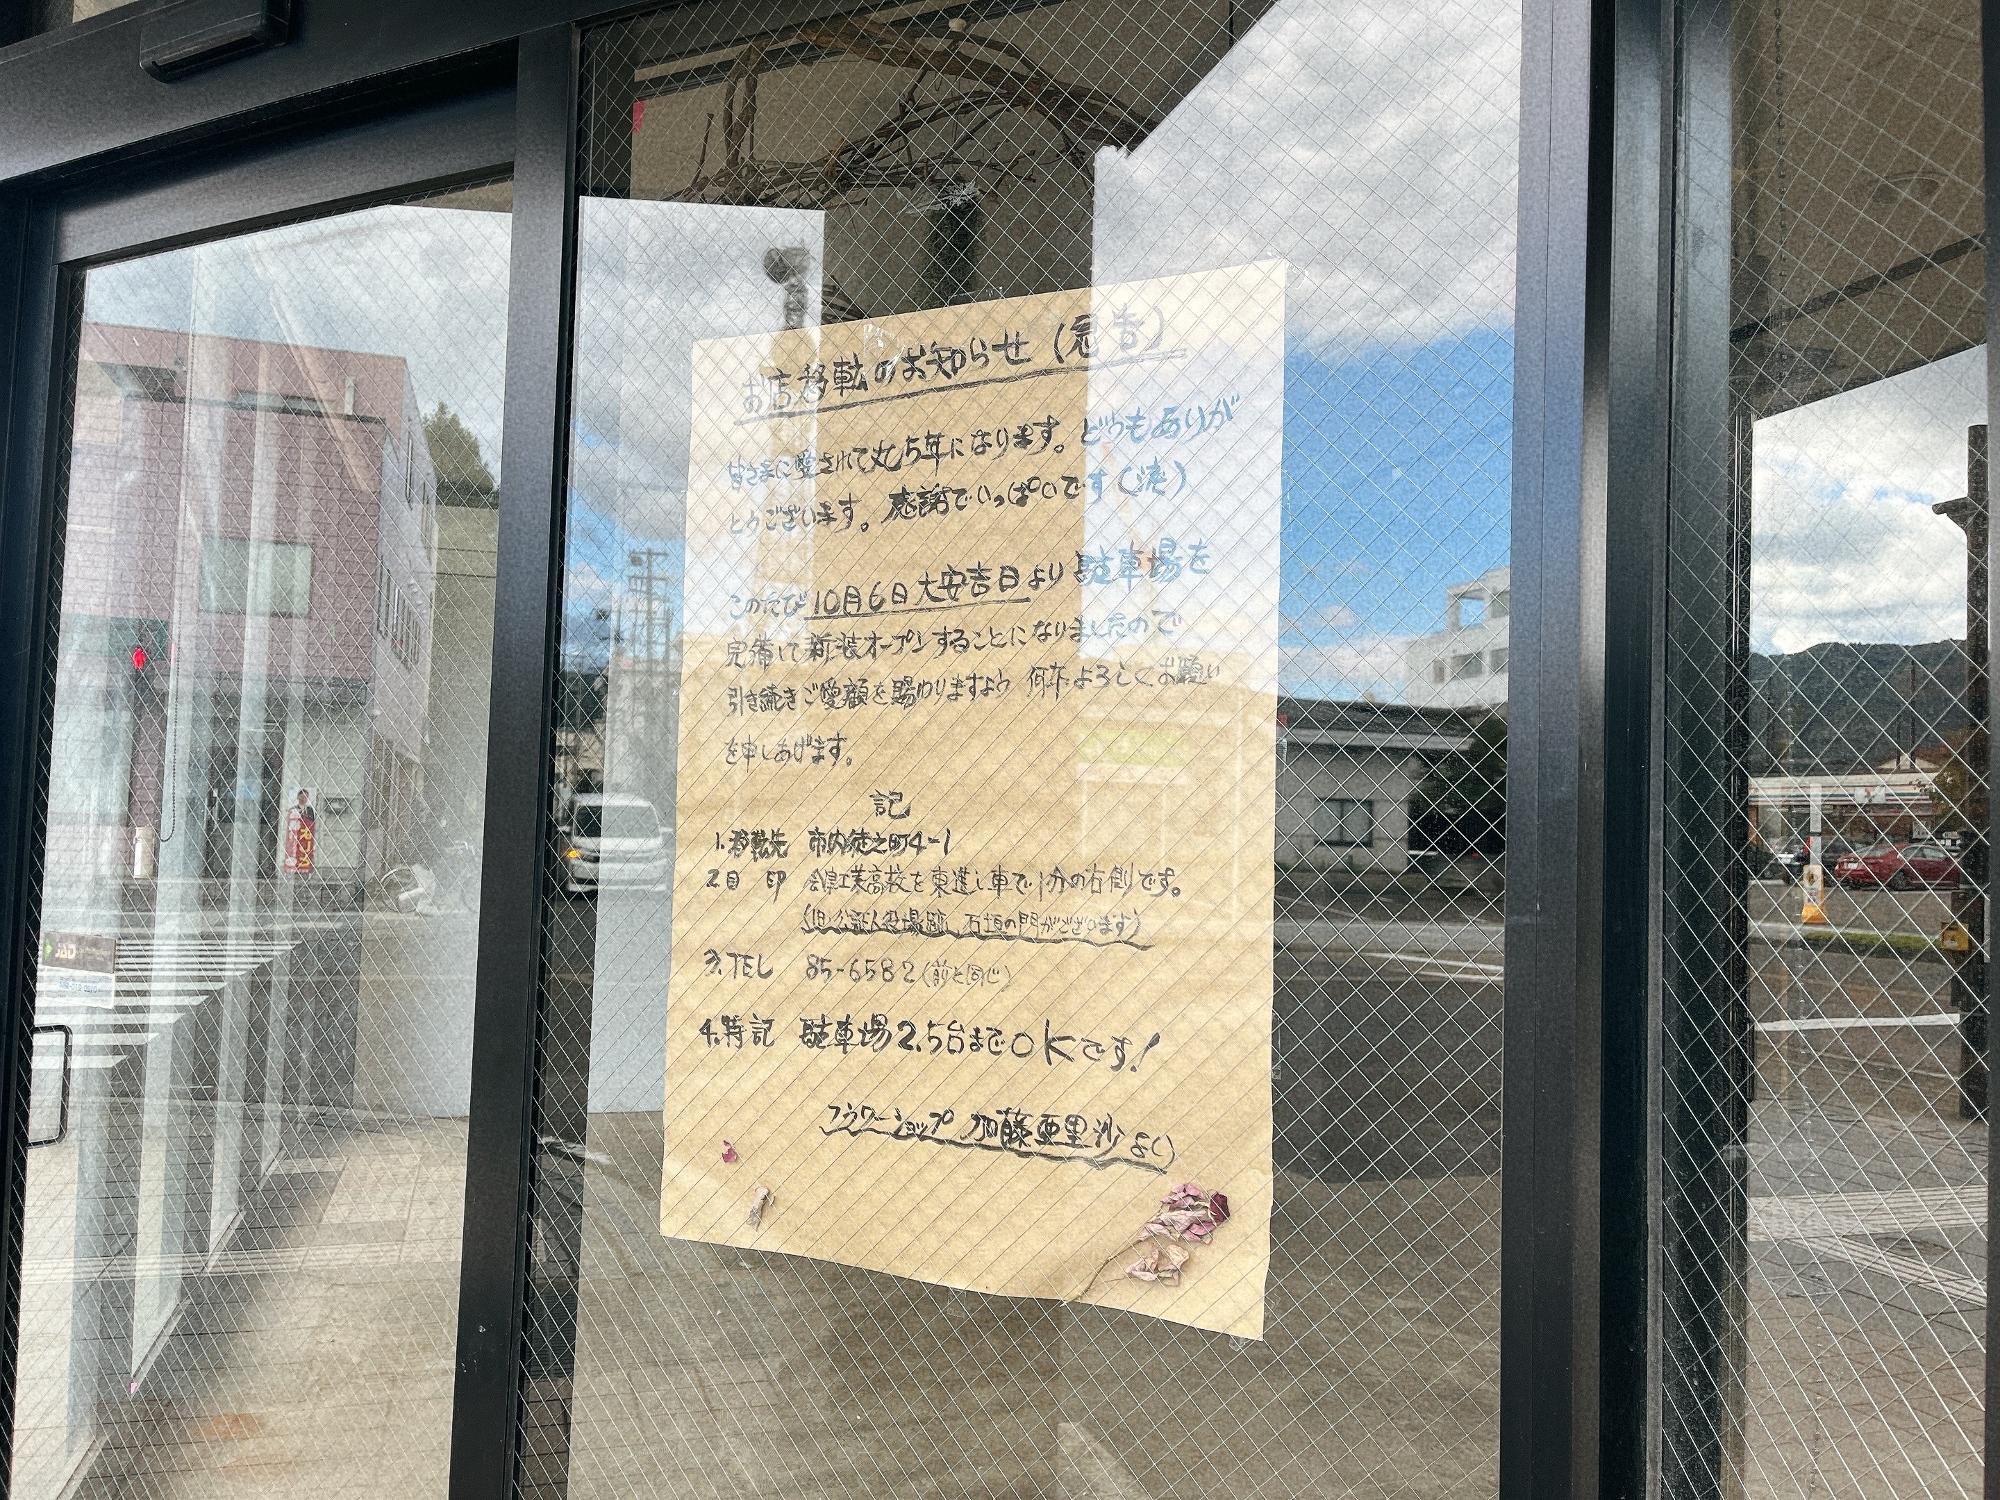 お店移転のお知らせ(急告)
皆さまに愛されて丸5年になります。どうもありが
とうございます。感謝でいっぱいです(涙)
このたび10月6日大安吉日より駐車場を
完備して新装オープンすることになりましたので
引き続きご愛顧を賜わりますよう 何卒よろしくお願い
を申しあげます。
記
1.移転先 市内徒之町4-1
2.目 印 会津工業高校を東進し車で1分の右側です。
(旧公証人役場跡、石垣の門がございます)
3.TEL 85-6582(前と同じ)
4.特記 駐車場2.5台までOKです!
フラワーショップ 加藤亜里沙より